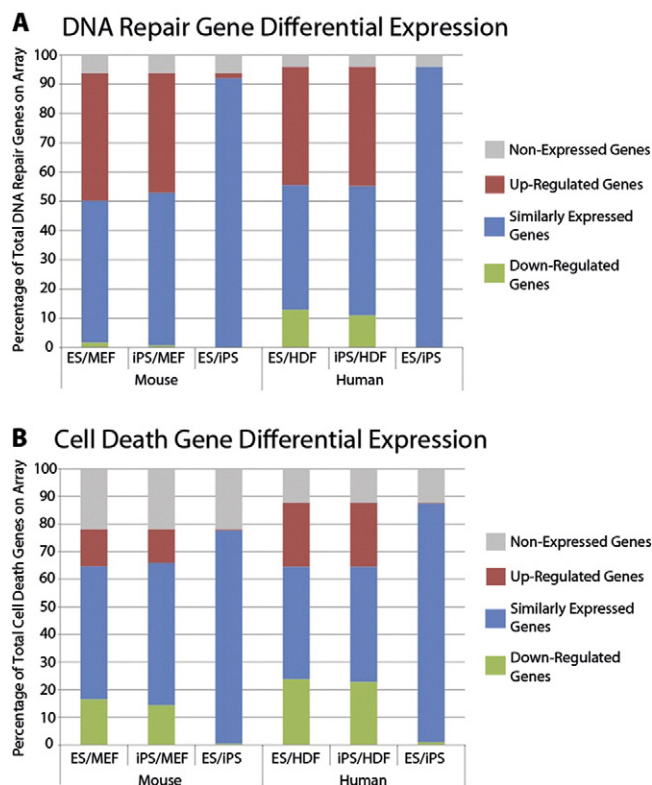 A DNA Repair Gene Differential Expression
Percentage of Total DNA Repair Genes on Array
100
90
80
70
60
50
40
30
20
10
0
ES/MEF iPS/MEF ES/iPS ES/HDF iPS/HDF ES/iPS
Mouse Human
Non-Expressed Genes
Up-Regulated Genes
Similarly Expressed
Genes
Down-Regulated
Genes
B Cell Death Gene Differential Expression
Percentage of Total Cell Death Genes on Array
100
90
80
70
60
50
40
30
20
10
0
ES/MEF iPS/MEF ES/iPS ES/HDF iPS/HDF ES/iPS
Mouse Human
Non-Expressed Genes
Up-Regulated Genes
Similarly Expressed
Genes
Down-Regulated
Genes